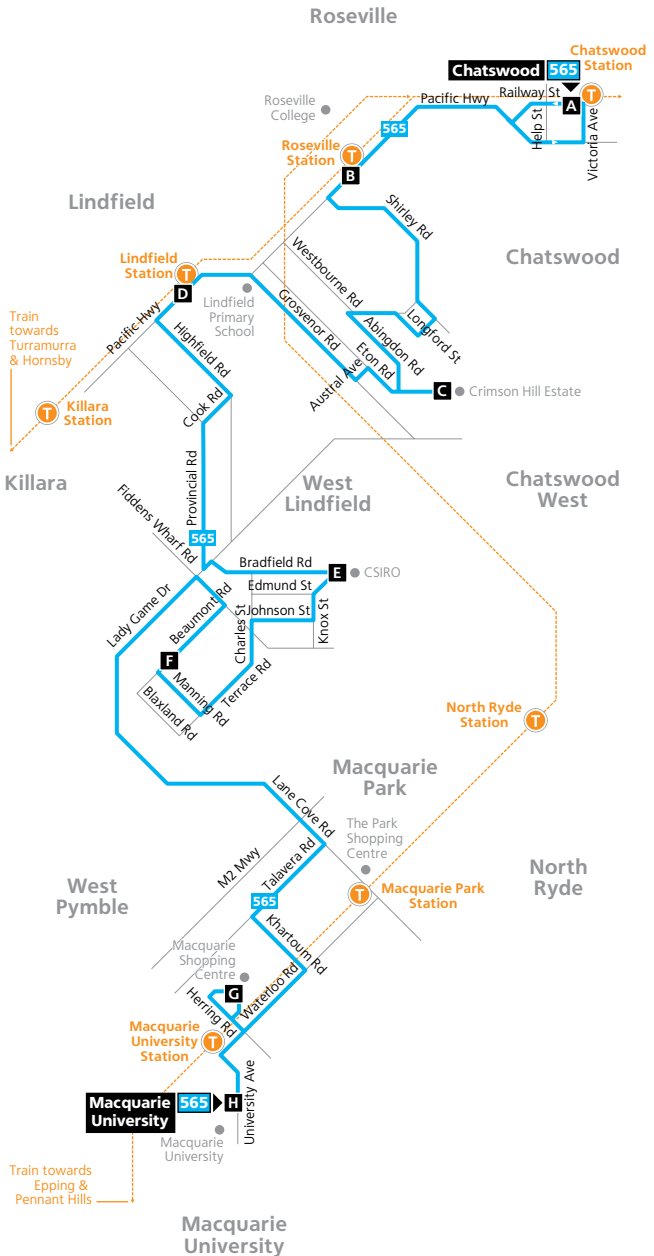 Roseville
Chatswood
Station
Chatswood
565
Railway St
A
T
Pacific Hwy
Help St
Victoria Ave
Roseville
College
565
Roseville
Station
T
B
Lindfield
Shirley Rd
Chatswood
Westbourne Rd
Lindfield
Station
T
D
Lindfield
Primary
School
Grosvenor Rd
Longford St
Abingdon Rd
Eton Rd
Austral Ave
C
Crimson Hill Estate
Train
towards
Turramurra
& Hornsby
Pacific Hwy
Highfield Rd
T
Killara
Station
Cook Rd
Killara
Provincial Rd
West
Lindfield
Chatswood
West
Fiddens Wharf Rd
565
Bradfield Rd
E
CSIRO
Edmund St
Johnson St
Knox St
Charles St
Lady Game Dr
Beaumont Rd
F
Manning Rd
Terrace Rd
Blaxland Rd
North Ryde
Station
T
Macquarie
Park
Lane Cove Rd
The Park
Shopping
Centre
M2 Mwy
Talavera Rd
North
Ryde
West
Pymble
T
Macquarie Park
Station
565
Khartoum Rd
Macquarie
Shopping
Centre
G
Waterloo Rd
Herring Rd
Macquarie
University
Station
T
Macquarie
University
565
H
University Ave
Macquarie
University
Train towards
Epping &
Pennant Hills
Macquarie
University